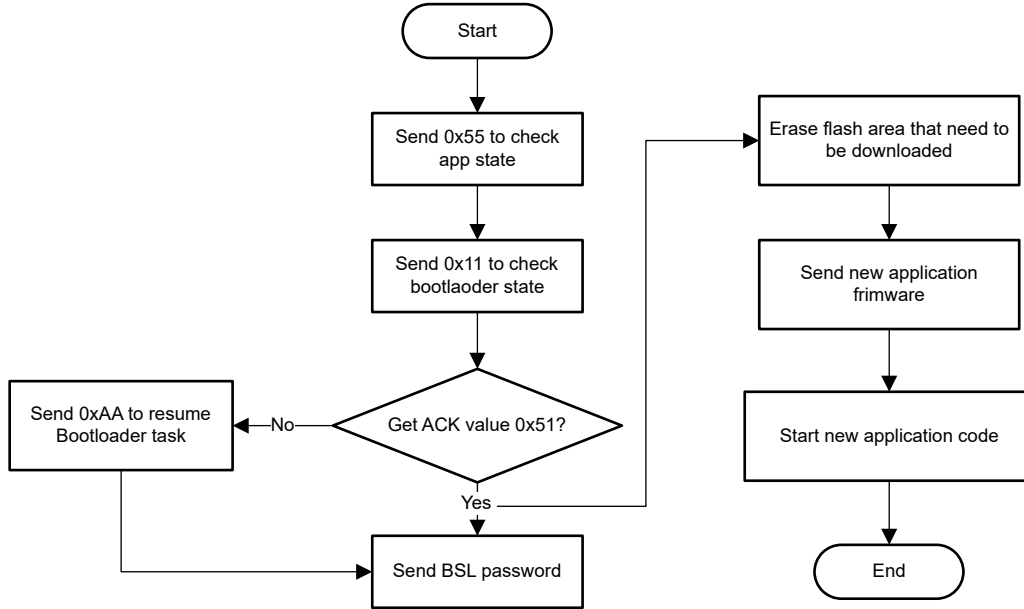 Start
Send 0x55 to check
app state
Send 0x11 to check
bootlaoder state
Get ACK value 0x51?
No
Send 0xAA to resume
Bootloader task
Yes
Send BSL password
Erase flash area that need to
be downloaded
Send new application
frimware
Start new application code
End